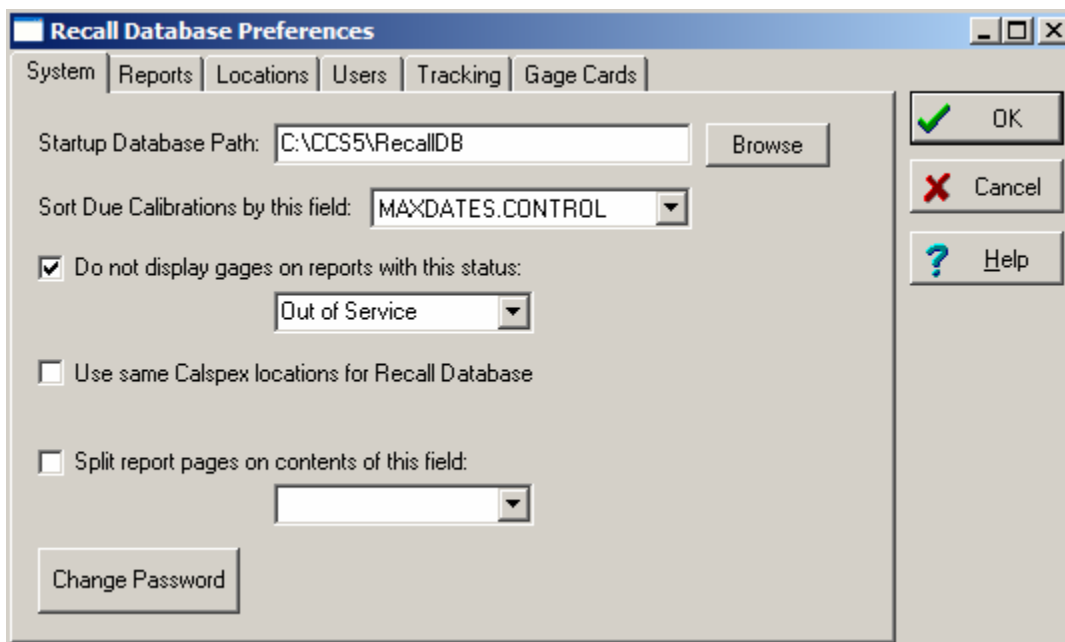 Recall Database Preferences
System Reports Locations Users Tracking Gage Cards
Startup Database Path: C:\CCS5\RecallDB Browse
Sort Due Calibrations by this field: MAXDATES.CONTROL
Do not display gages on reports with this status:
Out of Service
Use same Calspex locations for Recall Database
Split report pages on contents of this field:
Change Password
OK
Cancel
Help